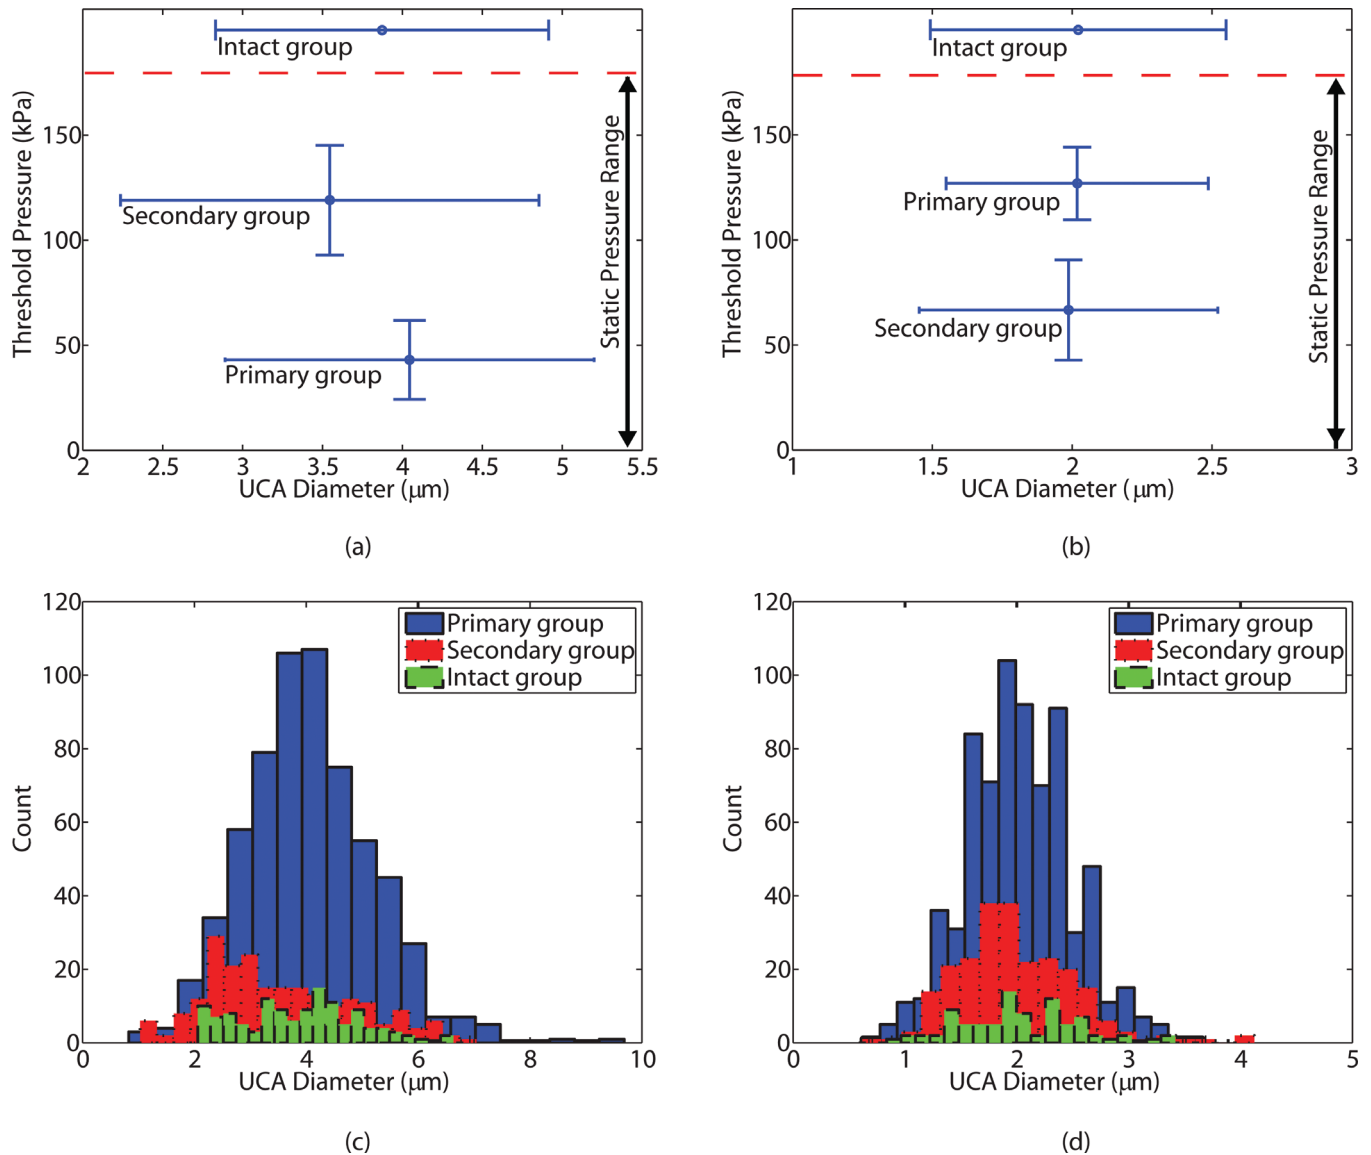 Intact group
Secondary group
Primary group
Static Pressure Range
Threshold Pressure (kPa)
150
100
50
0
2 2.5 3 3.5 4 4.5 5 5.5
UCA Diameter (μm)
(a)
Intact group
Primary group
Secondary group
Static Pressure Range
Threshold Pressure (kPa)
150
100
50
0
1 1.5 2 2.5 3
UCA Diameter (μm)
(b)
120
100
80
60
40
20
0
Count
Primary group
Secondary group
Intact group
0 2 4 6 8 10
UCA Diameter (μm)
(c)
120
100
80
60
40
20
0
Count
Primary group
Secondary group
Intact group
0 1 2 3 4 5
UCA Diameter (μm)
(d)